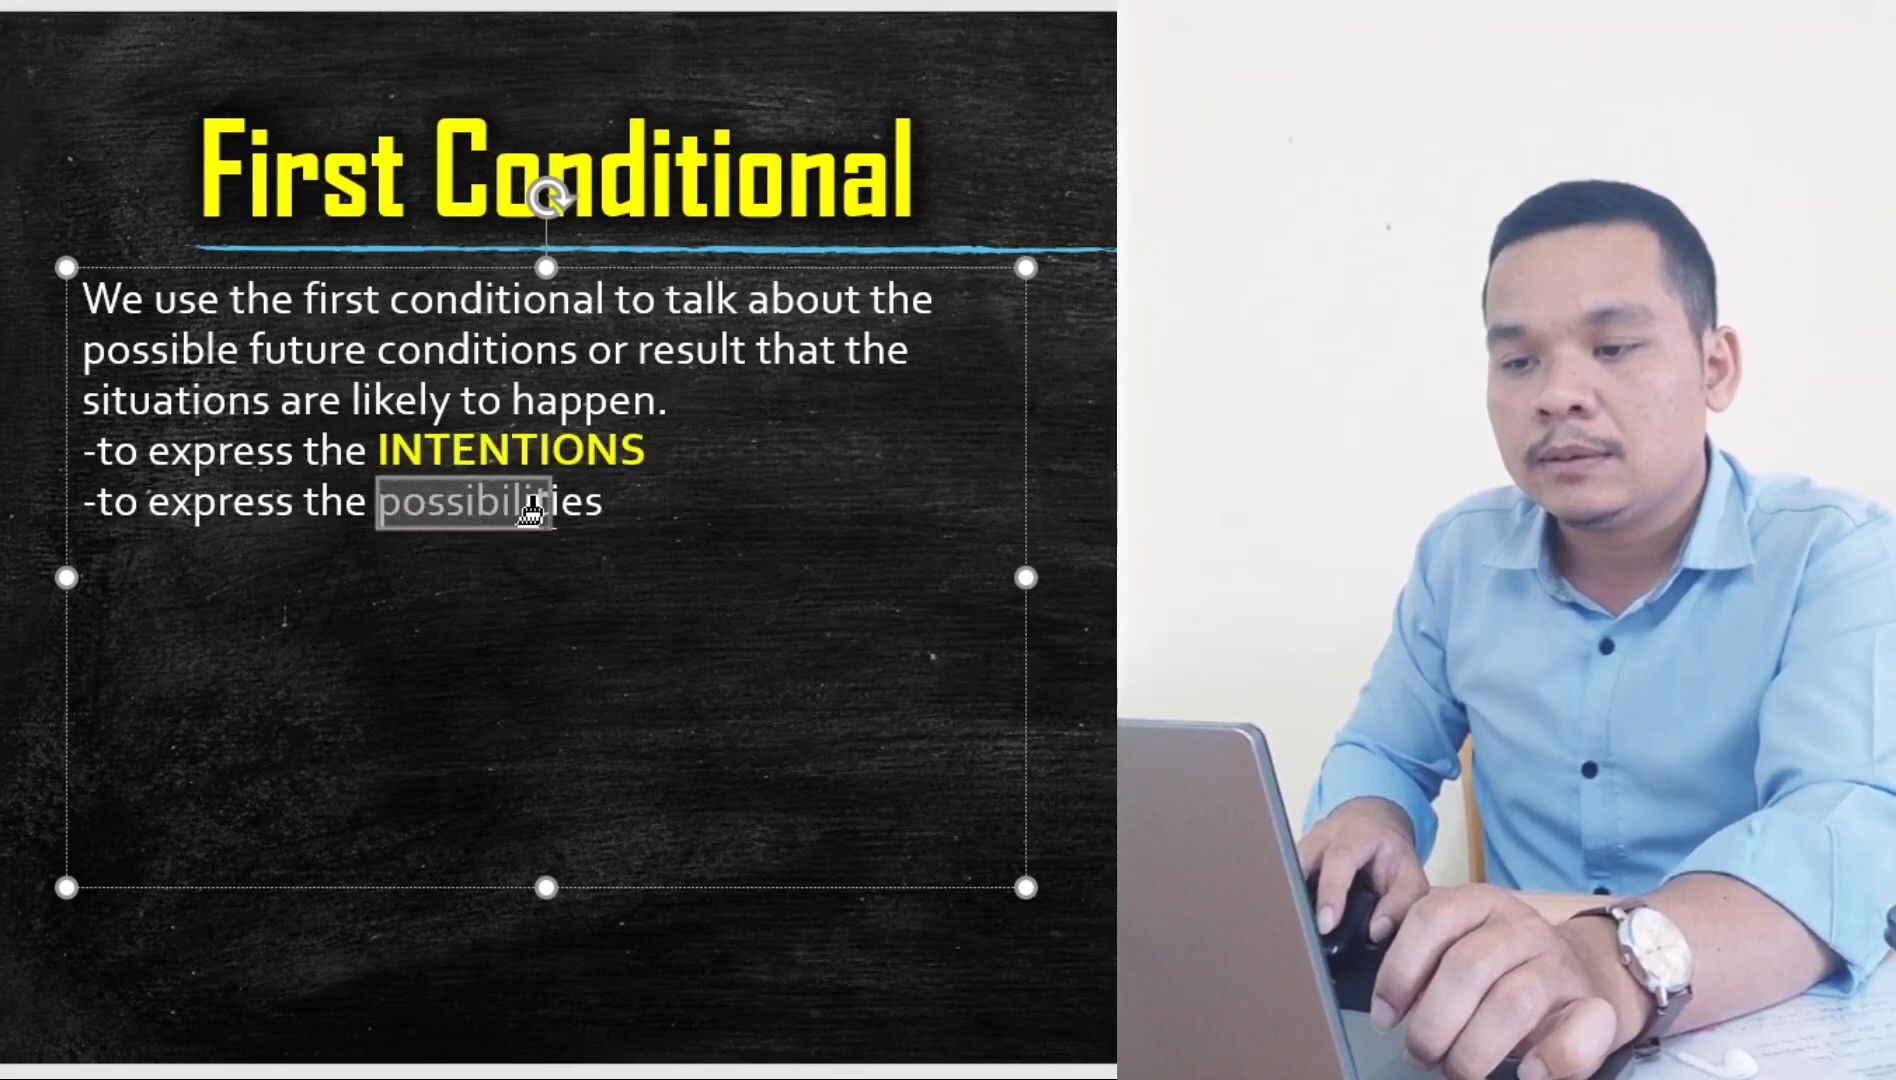 First Conditional
We use the first conditional to talk about the
possible future conditions or result that the
situations are likely to happen.
-to express the INTENTIONS
-to express the possibilities